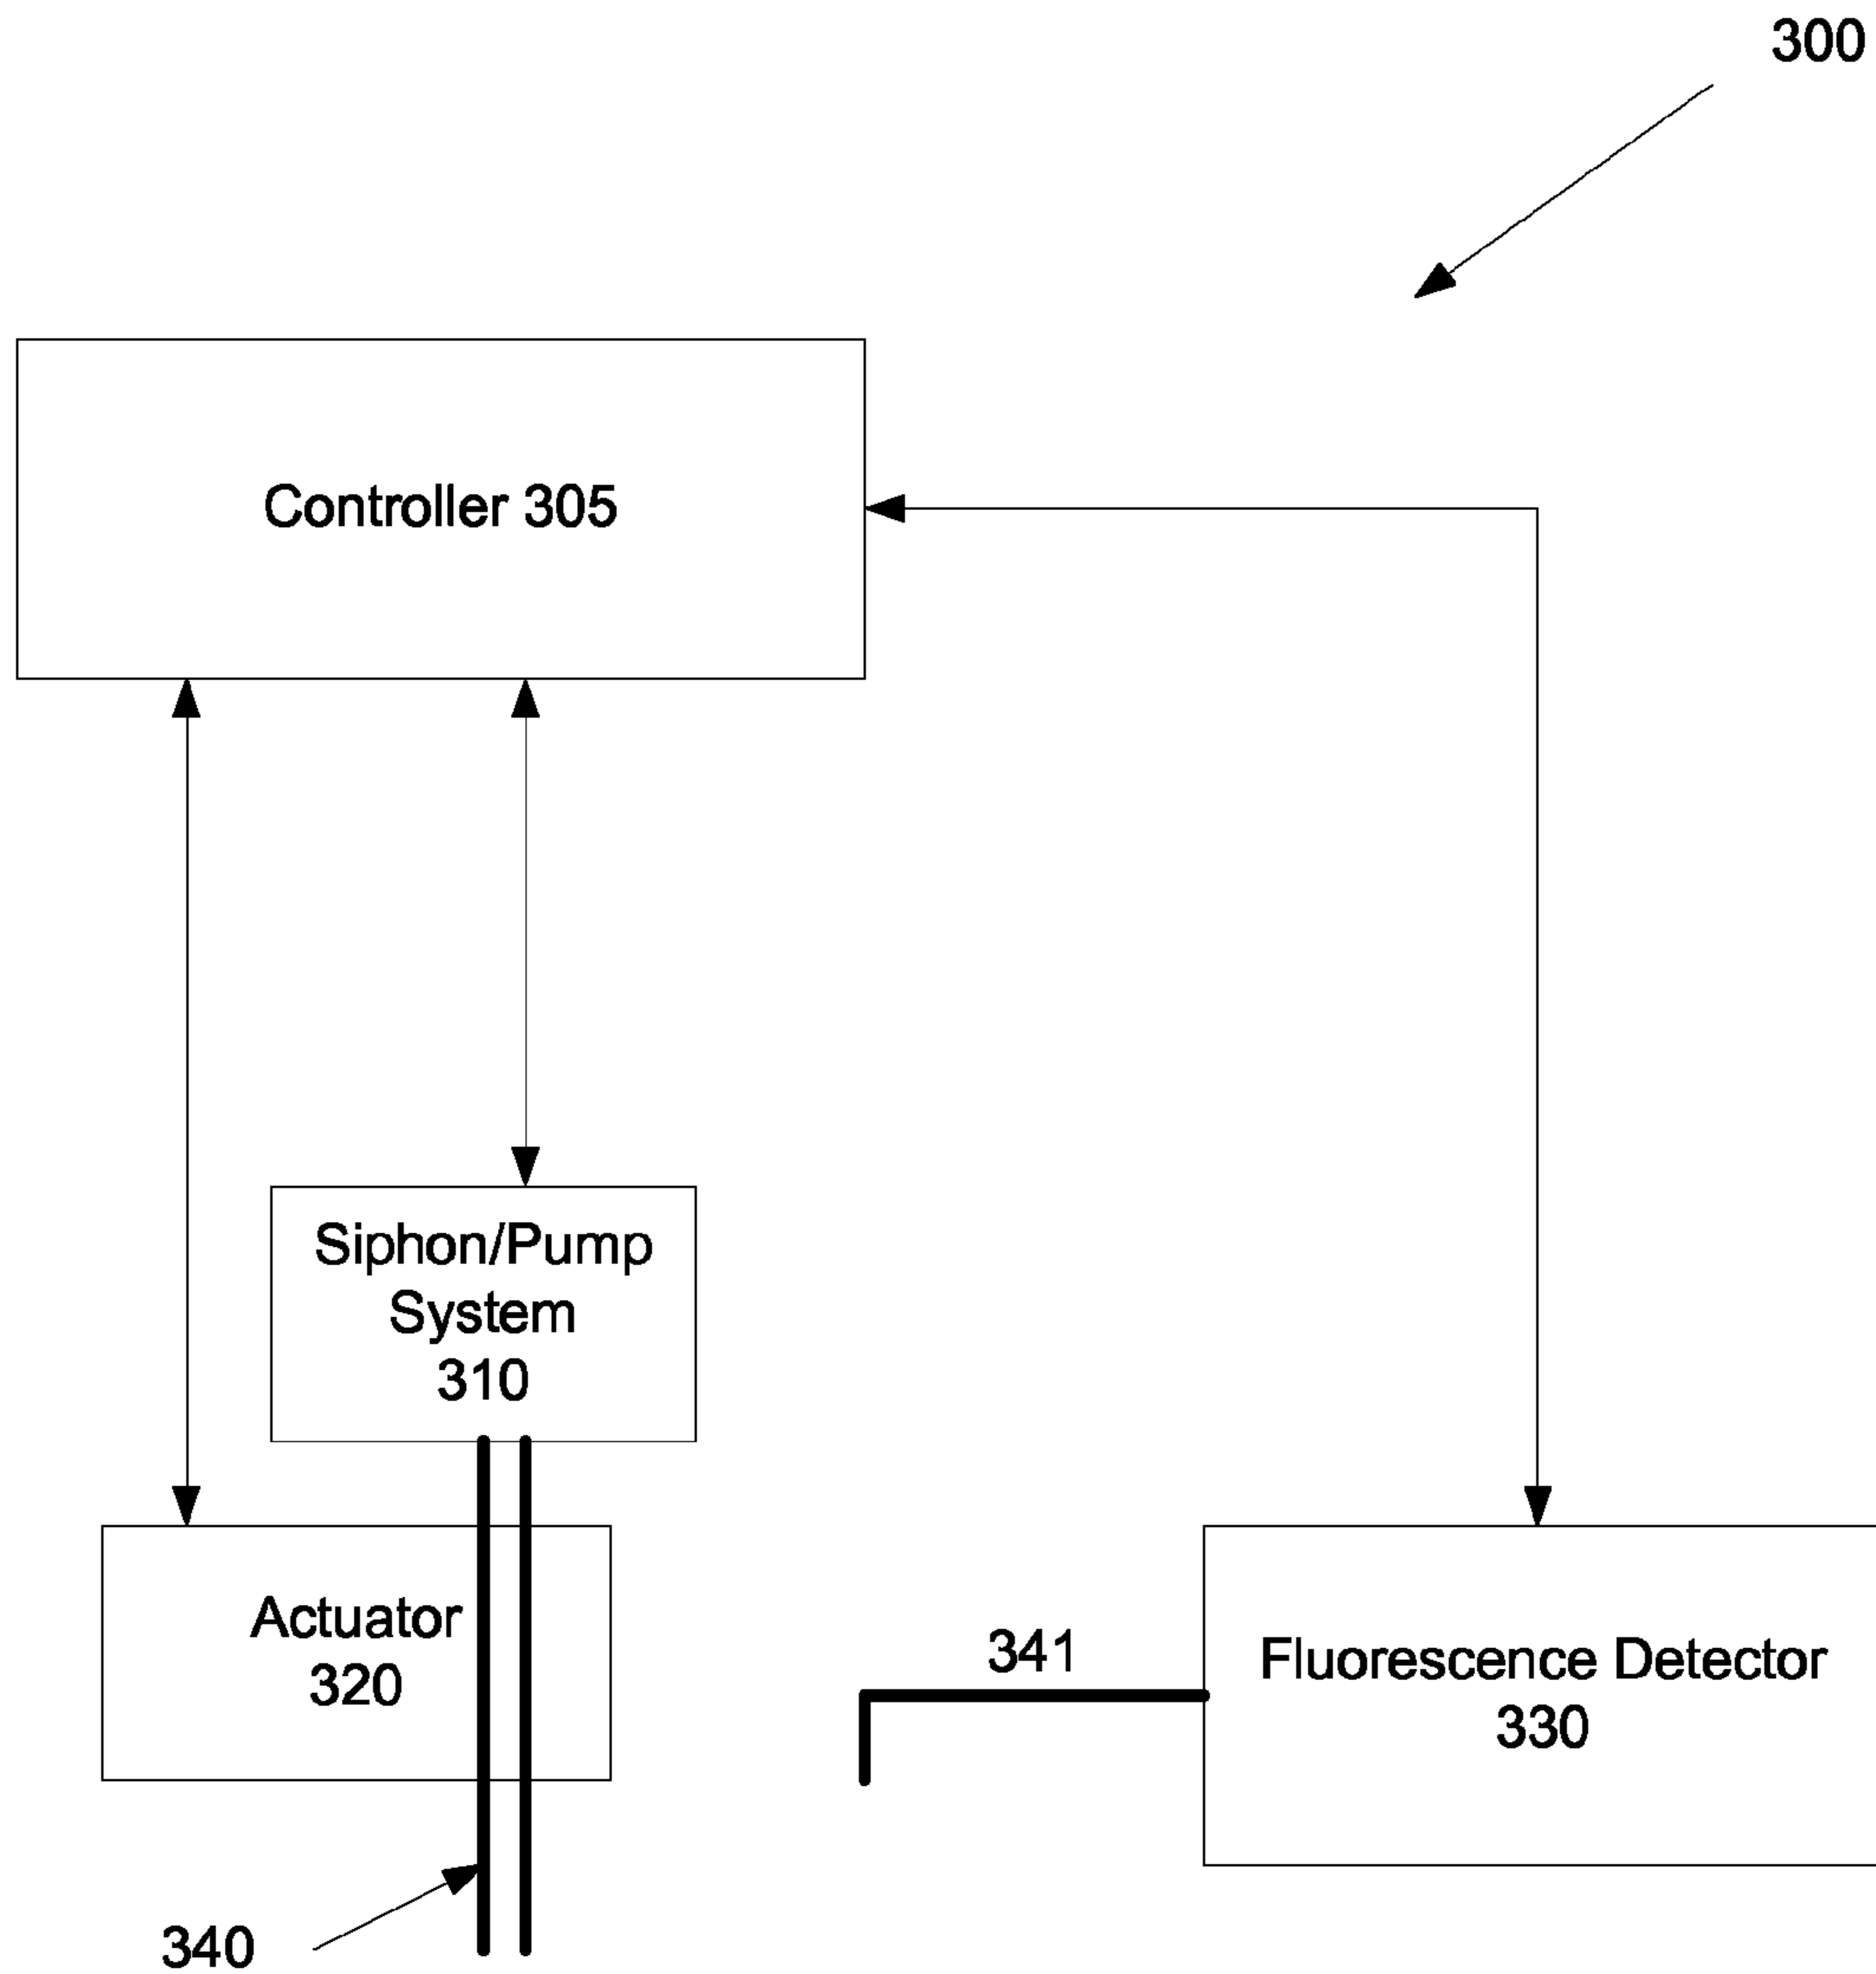 300
Controller 305
Siphon/Pump
System
310
Actuator
320
341
Fluorescence Detector
330
340